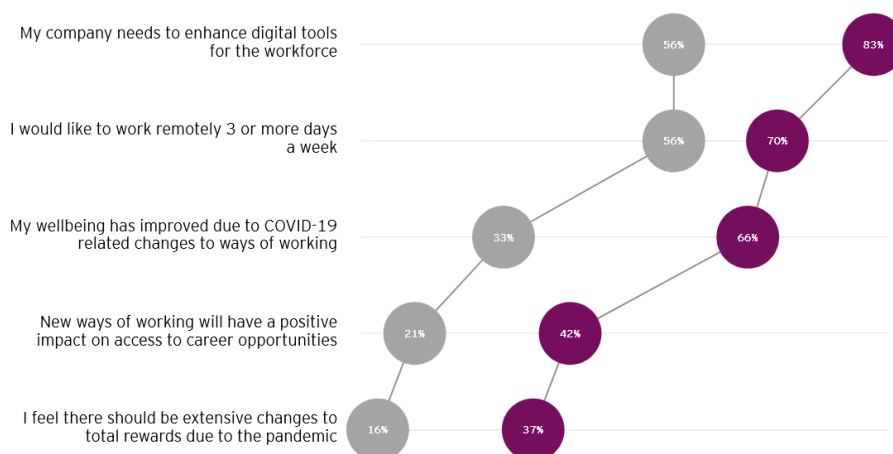 My company needs to enhance digital tools
for the workforce
56%
83%
I would like to work remotely 3 or more days
a week
56%
70%
My wellbeing has improved due to COVID-19
related changes to ways of working
33%
66%
New ways of working will have a positive
impact on access to career opportunities
21%
42%
I feel there should be extensive changes to
total rewards due to the pandemic
16%
37%